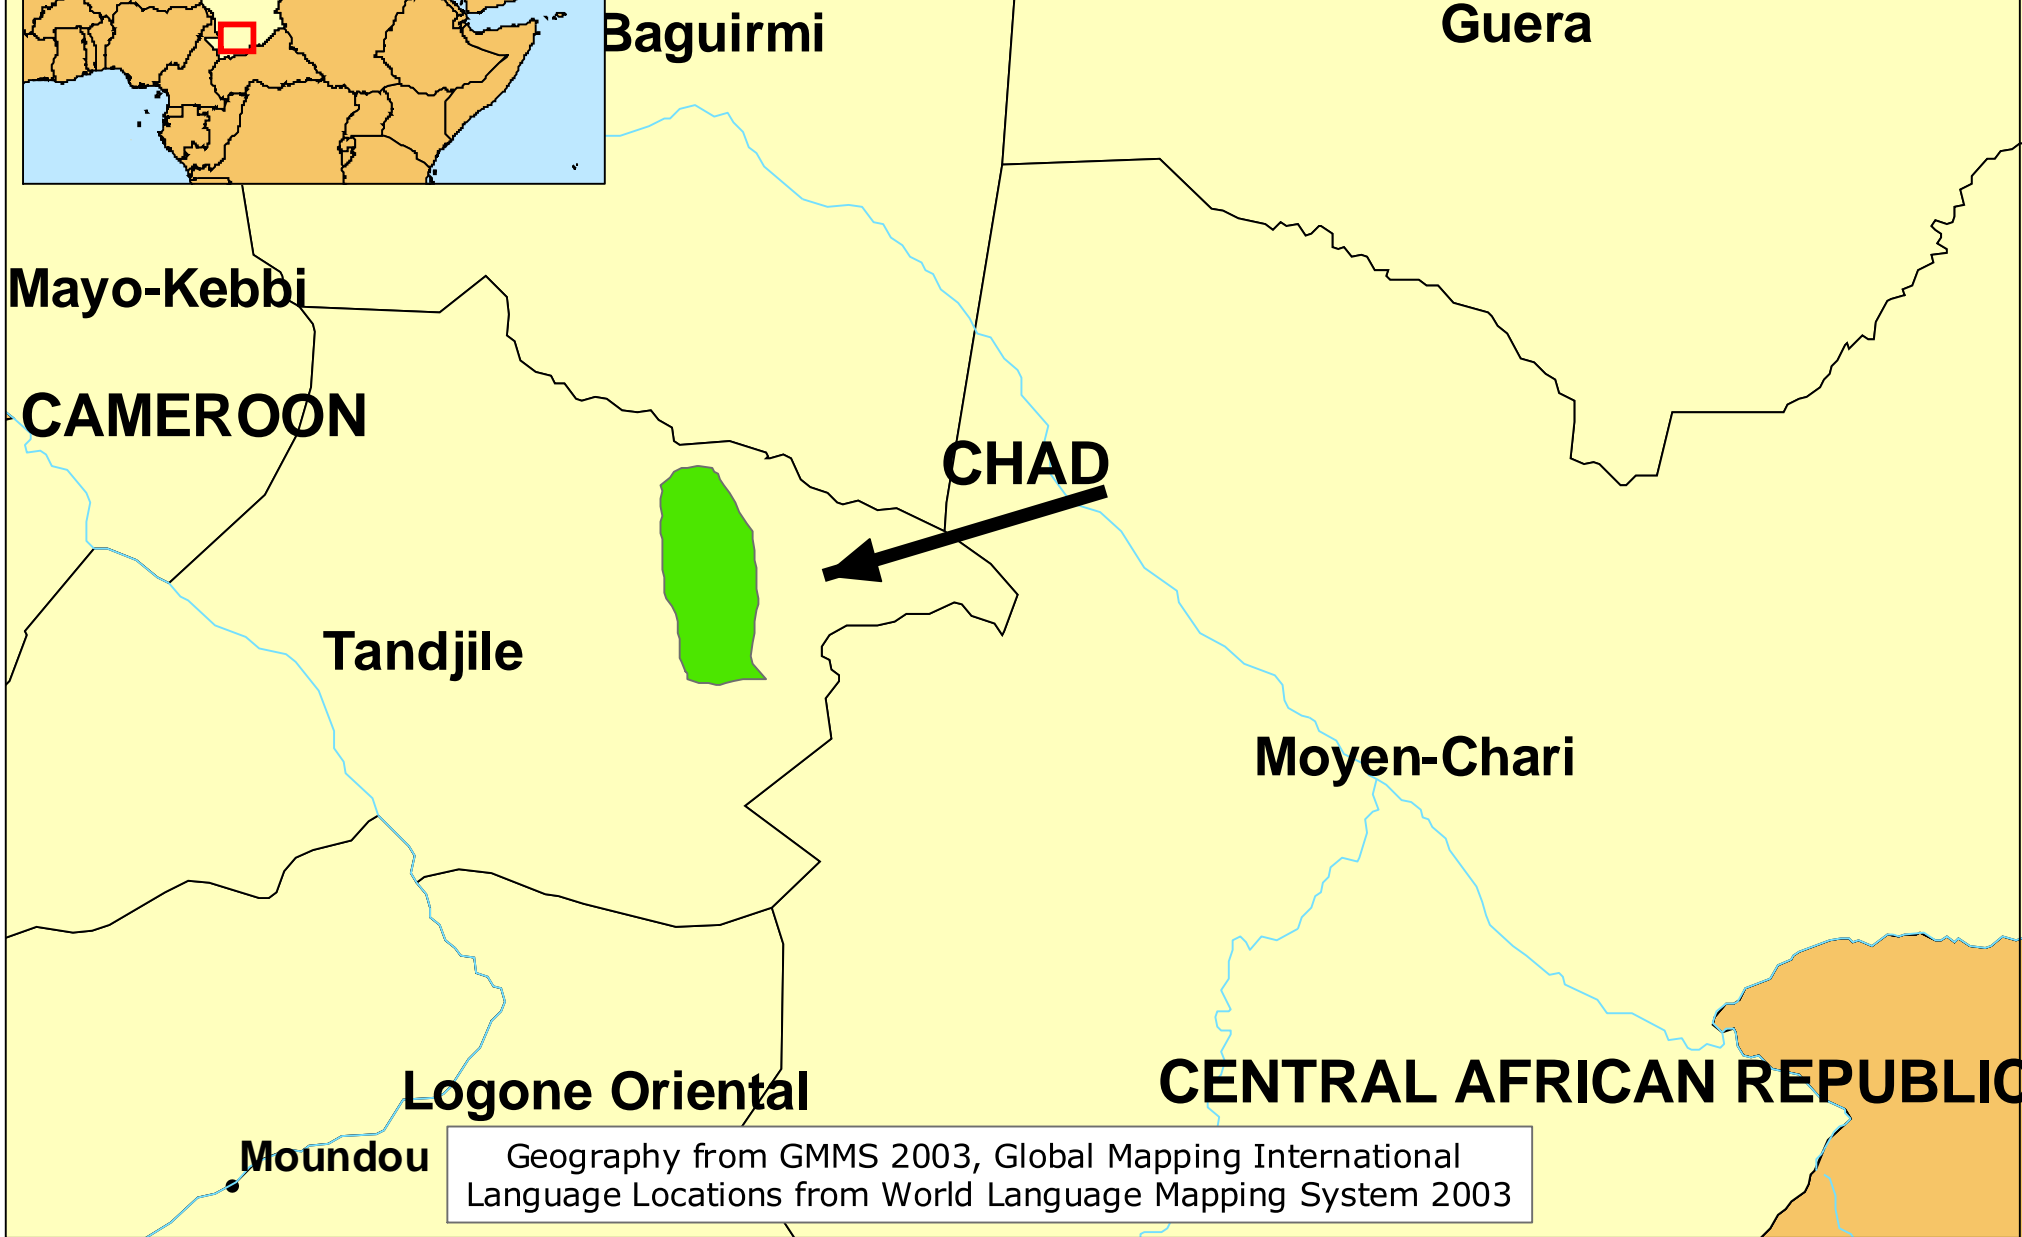 Baguirmi
Guera
Mayo-Kebbi
CAMEROON
CHAD
Tandjile
Moyen-Chari
CENTRAL AFRICAN REPUBLIC
Logone Oriental
Moundou
Geography from GMMS 2003, Global Mapping International
Language Locations from World Language Mapping System 2003